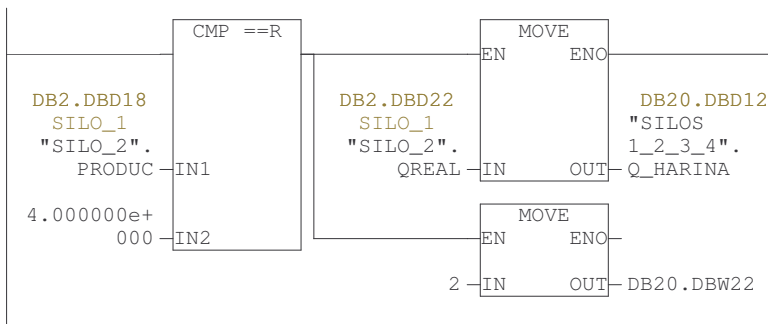 CMP ==R
MOVE
EN ENO
DB2.DBD18
SILO_1
"SILO_2".
PRODUC IN1
DB2.DBD22
SILO_1
"SILO_2".
QREAL IN
DB20.DBD12
"SILOS
1_2_3_4".
OUT Q_HARINA
4.000000e+
000 IN2
MOVE
EN ENO
2 IN OUT DB20.DBW22